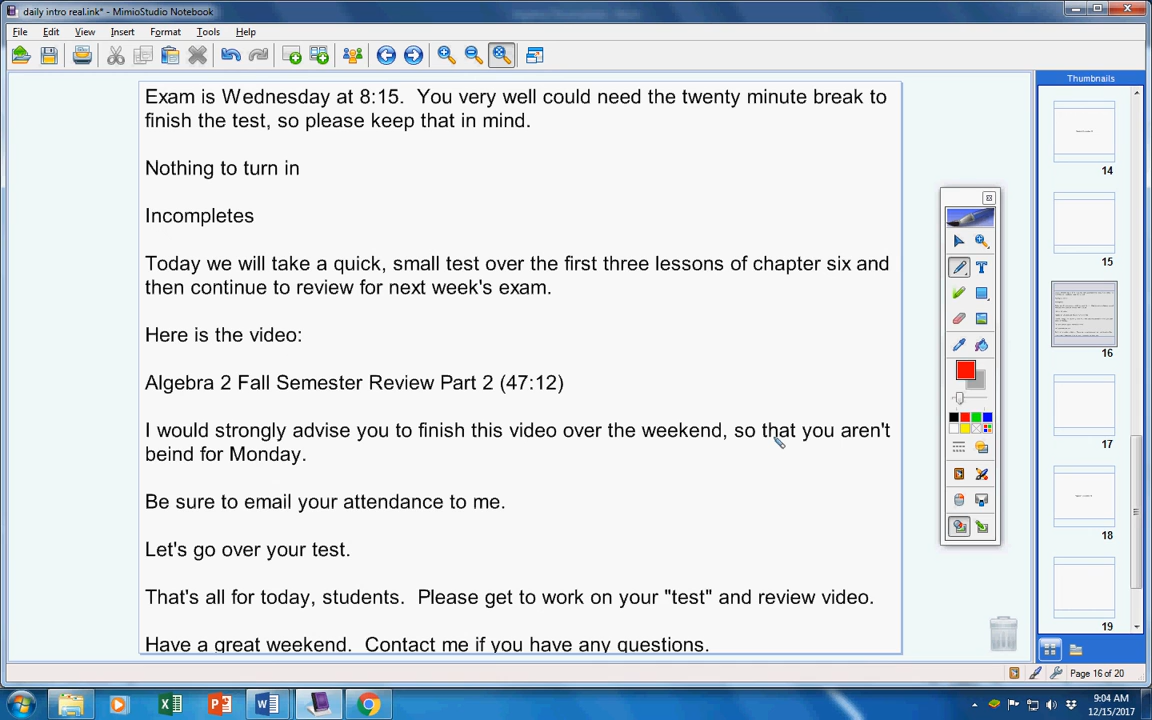 daily intro real.ink* - MimioStudio Notebook
File Edit View Insert Format Tools Help
Exam is Wednesday at 8:15.  You very well could need the twenty minute break to
finish the test, so please keep that in mind.
Nothing to turn in
Incompletes
Today we will take a quick, small test over the first three lessons of chapter six and
then continue to review for next week's exam.
Here is the video:
Algebra 2 Fall Semester Review Part 2 (47:12)
I would strongly advise you to finish this video over the weekend, so that you aren't
beind for Monday.
Be sure to email your attendance to me.
Let's go over your test.
That's all for today, students.  Please get to work on your "test" and review video.
Have a great weekend.  Contact me if you have any questions.
Thumbnails
14
15
16
17
18
19
Page 16 of 20
9:04 AM
12/15/2017